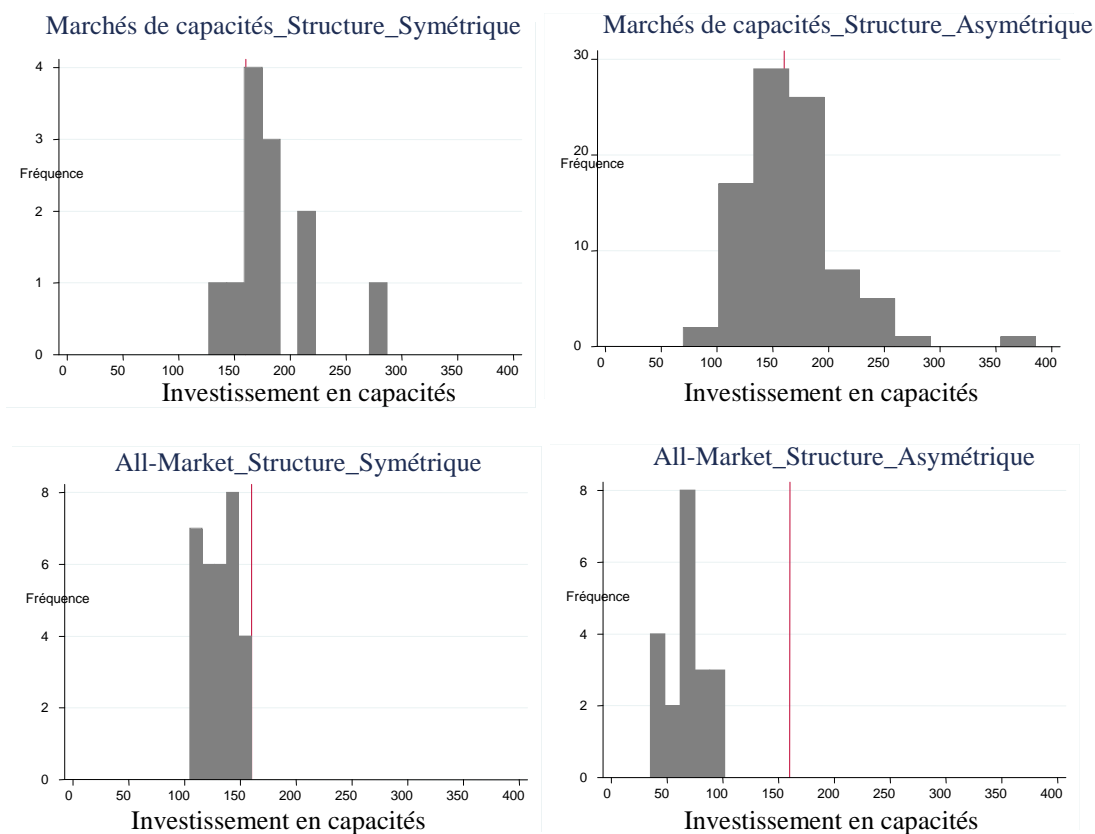 Marchés de capacités_Structure_Symétrique
4
3
Fréquence
2
1
0
0 50 100 150 200 250 300 350 400
Investissement en capacités
Marchés de capacités_Structure_Asymétrique
30
20
Fréquence
10
0
0 50 100 150 200 250 300 350 400
Investissement en capacités
All-Market_Structure_Symétrique
8
6
Fréquence
4
2
0
0 50 100 150 200 250 300 350 400
Investissement en capacités
All-Market_Structure_Asymétrique
8
6
Fréquence
4
2
0
0 50 100 150 200 250 300 350 400
Investissement en capacités